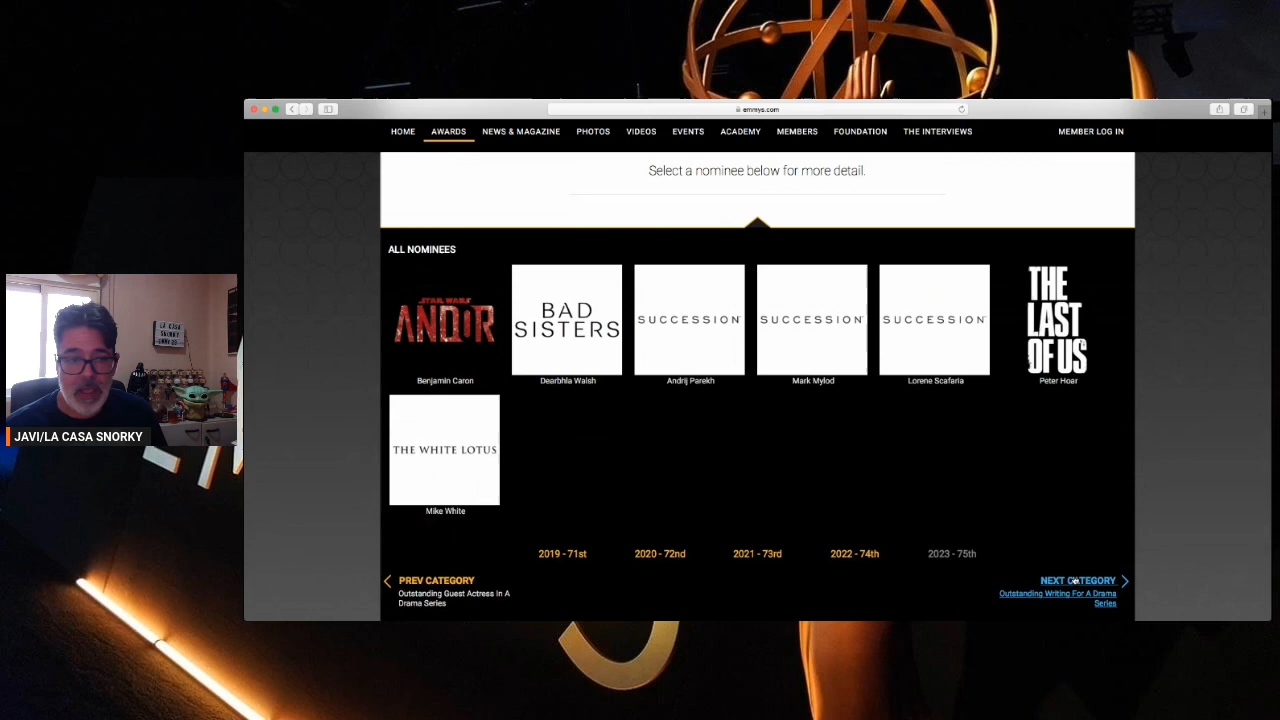 emmys.com
HOME AWARDS NEWS & MAGAZINE PHOTOS VIDEOS EVENTS ACADEMY MEMBERS FOUNDATION THE INTERVIEWS MEMBER LOG IN
Select a nominee below for more detail.
ALL NOMINEES
STAR WARS
ANDOR
BAD
SISTERS
SUCCESSION
SUCCESSION
SUCCESSION
THE
LAST
OF US
Benjamin Caron
Dearbhla Walsh
Andrij Parekh
Mark Mylod
Lorene Scafaria
Peter Hoar
THE WHITE LOTUS
Mike White
2019 - 71st 2020 - 72nd 2021 - 73rd 2022 - 74th 2023 - 75th
PREV CATEGORY
Outstanding Guest Actress In A
Drama Series
NEXT CATEGORY
Outstanding Writing For A Drama
Series
LA CASA
SNORKY
JAVI/LA CASA SNORKY